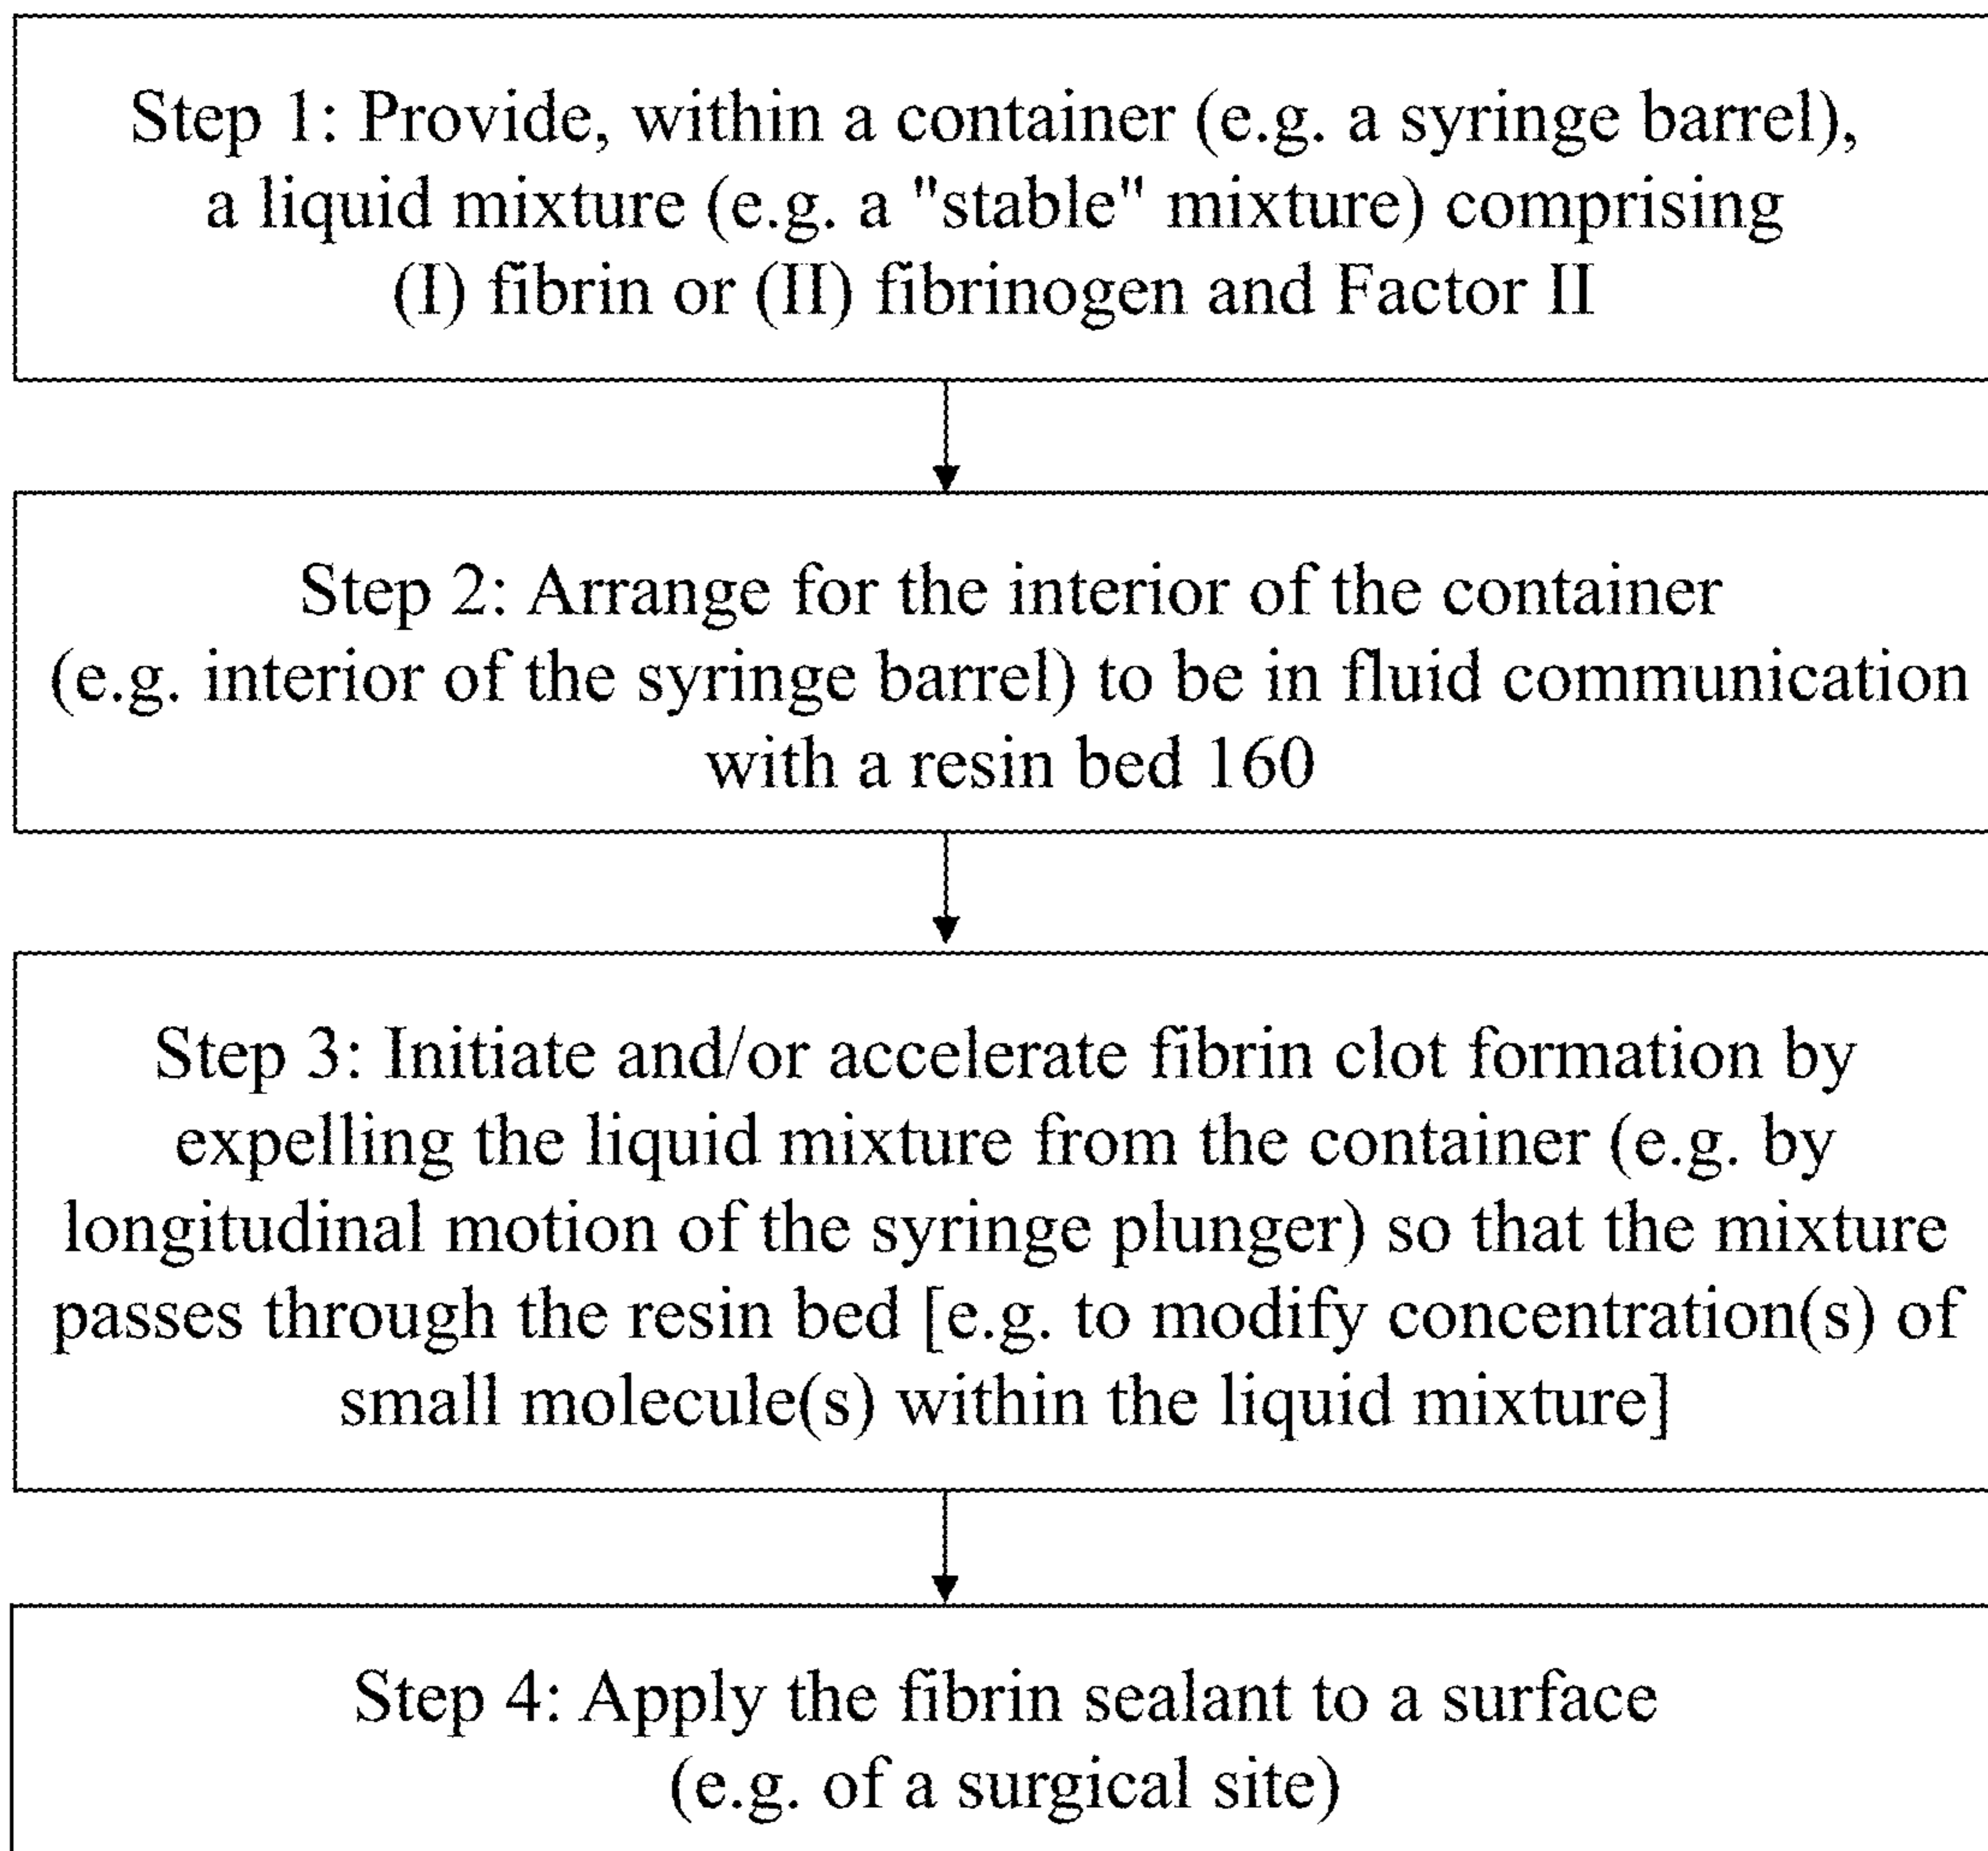 Step 1: Provide, within a container (e.g. a syringe barrel),
a liquid mixture (e.g. a "stable" mixture) comprising
(I) fibrin or (II) fibrinogen and Factor II
Step 2: Arrange for the interior of the container
(e.g. interior of the syringe barrel) to be in fluid communication
with a resin bed 160
Step 3: Initiate and/or accelerate fibrin clot formation by
expelling the liquid mixture from the container (e.g. by
longitudinal motion of the syringe plunger) so that the mixture
passes through the resin bed [e.g. to modify concentration(s) of
small molecule(s) within the liquid mixture]
Step 4: Apply the fibrin sealant to a surface
(e.g. of a surgical site)